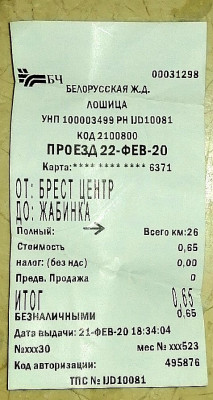 БЧ 00031298
БЕЛОРУССКАЯ Ж.Д.
ЛОШИЦА
УНП 100003499 РН IJD10081
КОД 2100800
ПРОЕЗД 22-ФЕВ-20
Карта: **** **** **** 6371
ОТ: БРЕСТ ЦЕНТР
ДО: ЖАБИНКА
Полный: Всего км:26
Стоимость 0,65
налог: (без ндс) 0,00
Предв. Продажа 0
ИТОГ 0,65
БЕЗНАЛИЧНЫМИ 0,65
Дата выдачи: 21-ФЕВ-20 18:34:04
№xxx30 мес № xxx523
Код авторизации: 495876
ТПС № IJD10081